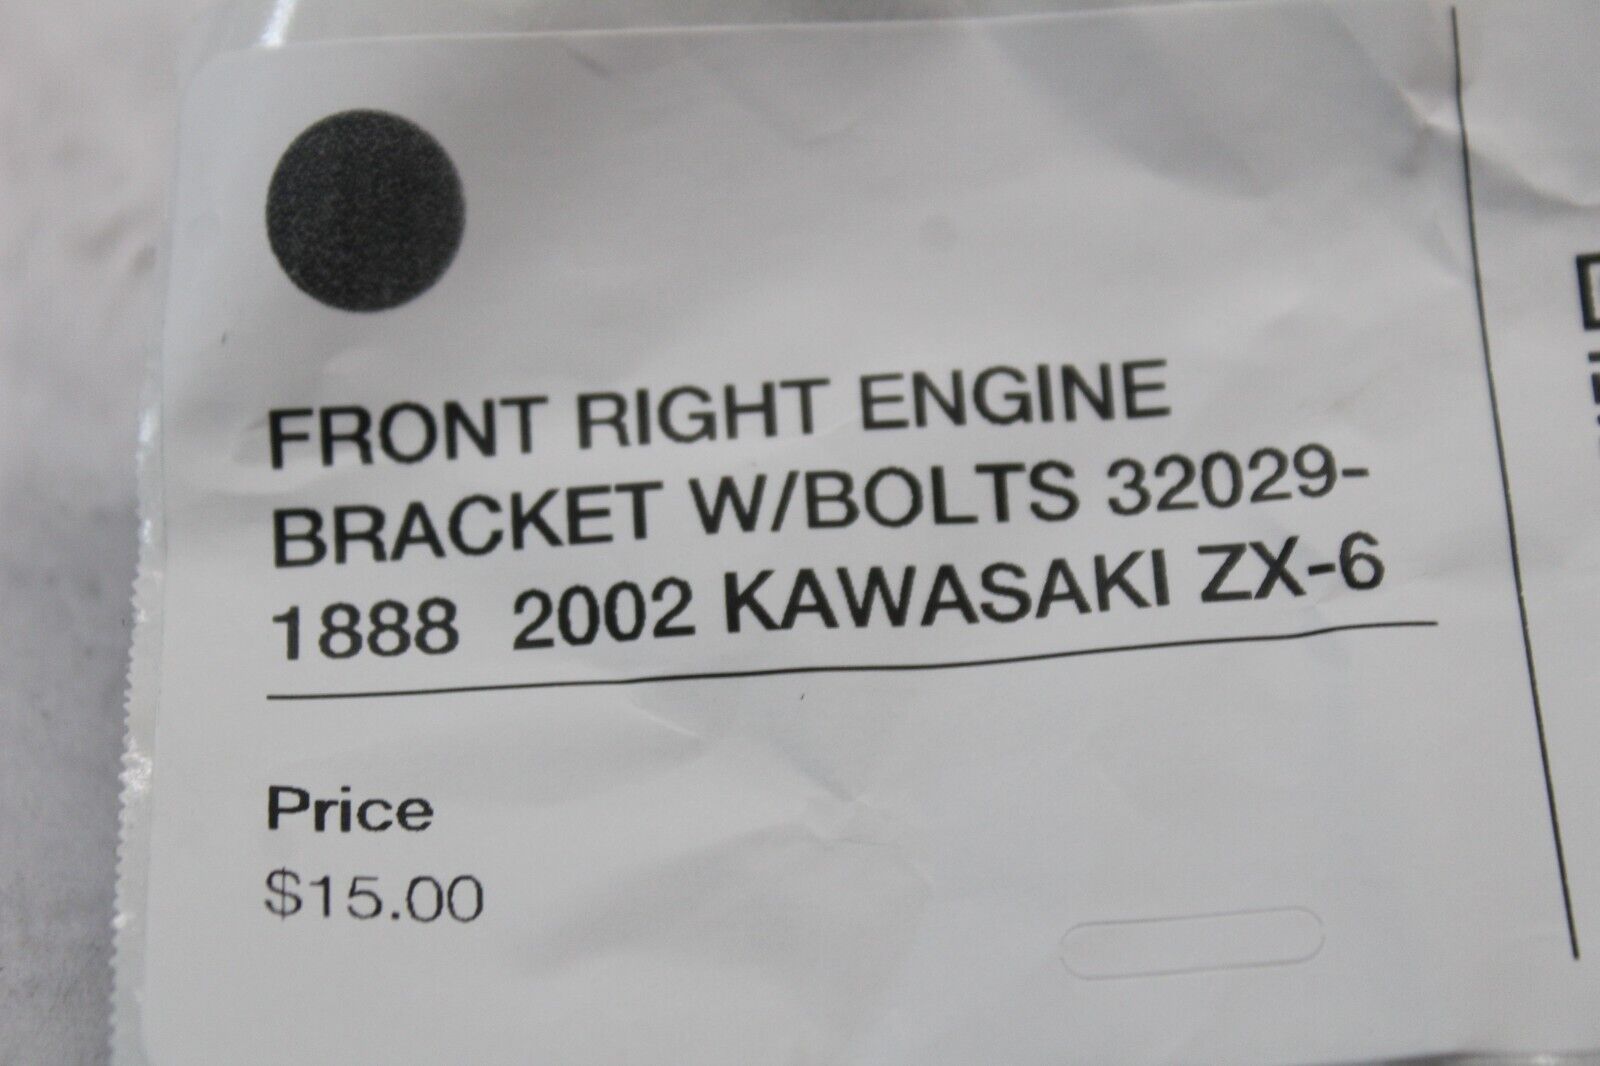 FRONT RIGHT ENGINE
BRACKET W/BOLTS 32029-
1888 2002 KAWASAKI ZX-6
Price
$15.00